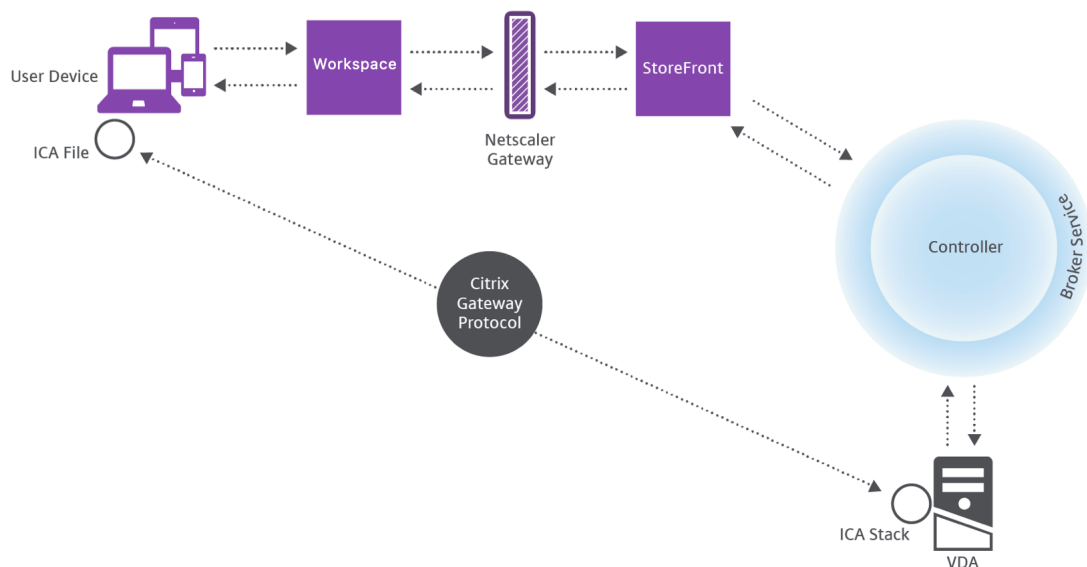 User Device
Workspace
StoreFront
Netscaler
Gateway
ICA File
Broker Service
Controller
Citrix
Gateway
Protocol
ICA Stack
VDA